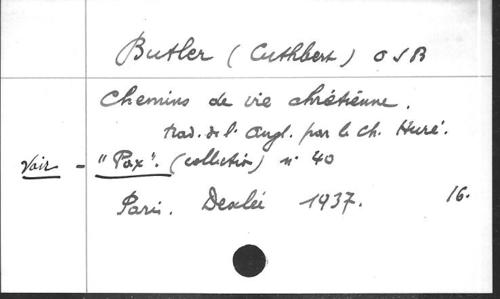 Butler (Cuthbert) OSB
Chemins de vie chrétienne.
trad. de l'Angl. par le Ch. Huré.
Voir - "Pax". (collection) n° 40
Paris. Desclée 1937. 16.